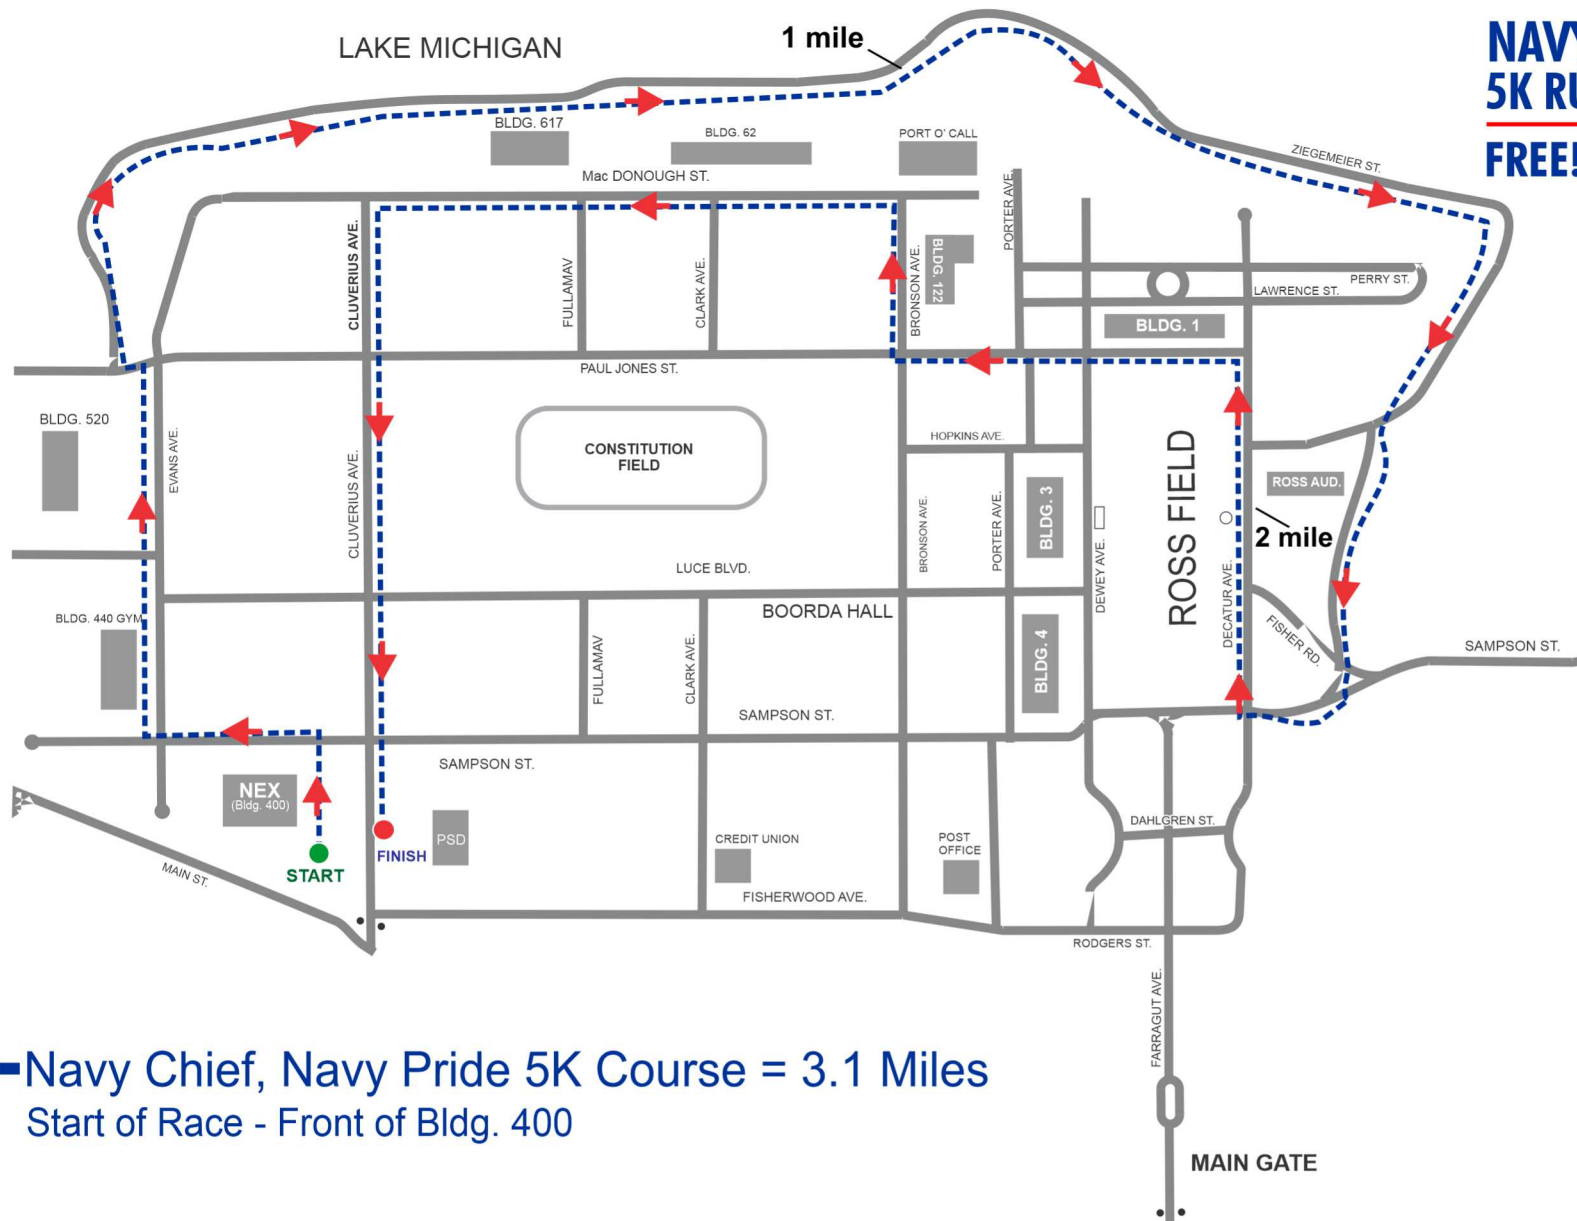 LAKE MICHIGAN
1 mile
NAVY
5K RU
FREE!
ZIEGEMEIER ST.
BLDG. 617
BLDG. 62
PORT O' CALL
Mac DONOUGH ST.
PORTER AVE.
CLUVERIUS AVE.
FULLAMAV
CLARK AVE.
BRONSON AVE.
BLDG. 122
PERRY ST.
LAWRENCE ST.
BLDG. 1
PAUL JONES ST.
BLDG. 520
EVANS AVE.
CLUVERIUS AVE.
CONSTITUTION
FIELD
HOPKINS AVE.
BRONSON AVE.
PORTER AVE.
BLDG. 3
DEWEY AVE.
ROSS FIELD
DECATUR AVE.
ROSS AUD.
2 mile
LUCE BLVD.
BOORDA HALL
BLDG. 440 GYM
FULLAMAV
CLARK AVE.
BLDG. 4
FISHER RD.
SAMPSON ST.
SAMPSON ST.
SAMPSON ST.
NEX
(Bldg. 400)
START
FINISH
PSD
CREDIT UNION
POST
OFFICE
DAHLGREN ST.
MAIN ST.
FISHERWOOD AVE.
RODGERS ST.
FARRAGUT AVE.
Navy Chief, Navy Pride 5K Course = 3.1 Miles
Start of Race - Front of Bldg. 400
MAIN GATE